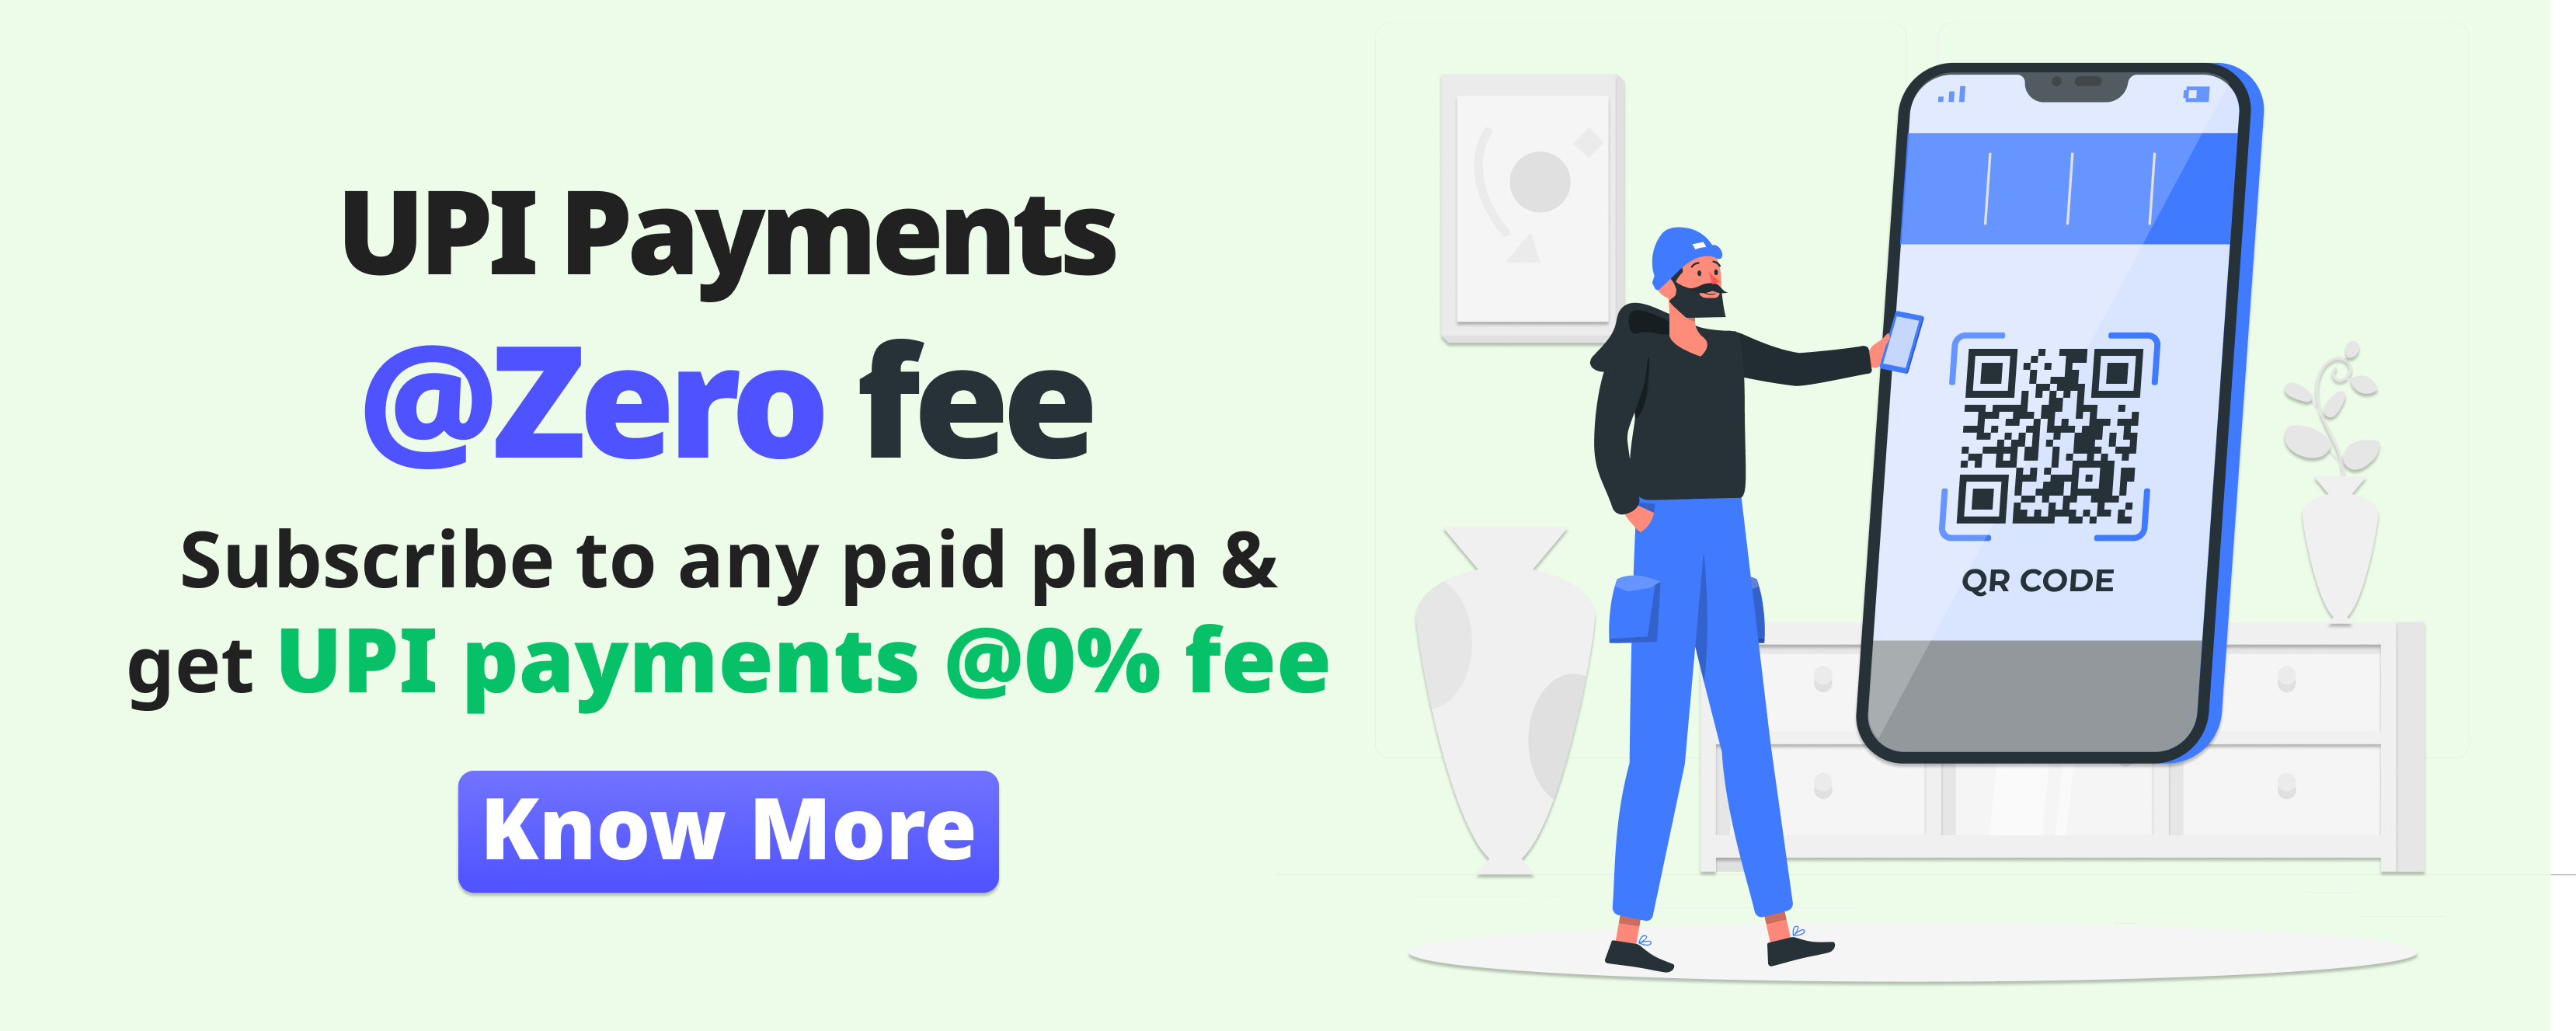 UPI Payments
@Zero fee
Subscribe to any paid plan &
get UPI payments @0% fee
Know More
QR CODE